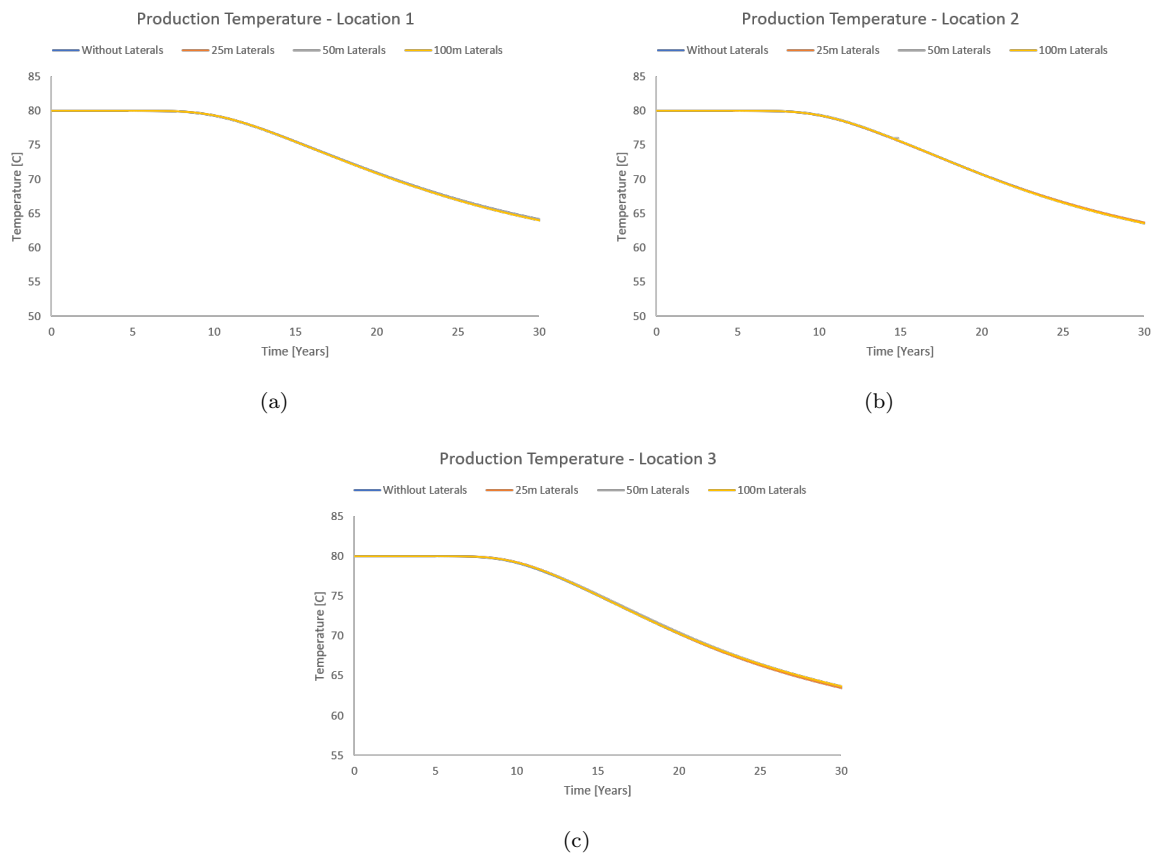 Production Temperature - Location 1
Without Laterals 25m Laterals 50m Laterals 100m Laterals
85
80
75
70
65
60
55
50
Temperature [C]
0 5 10 15 20 25 30
Time [Years]
(a)
Production Temperature - Location 2
Without Laterals 25m Laterals 50m Laterals 100m Laterals
85
80
75
70
65
60
55
50
Temperature [C]
0 5 10 15 20 25 30
Time [Years]
(b)
Production Temperature - Location 3
Withlout Laterals 25m Laterals 50m Laterals 100m Laterals
85
80
75
70
65
60
55
Temperature [C]
0 5 10 15 20 25 30
Time [Years]
(c)